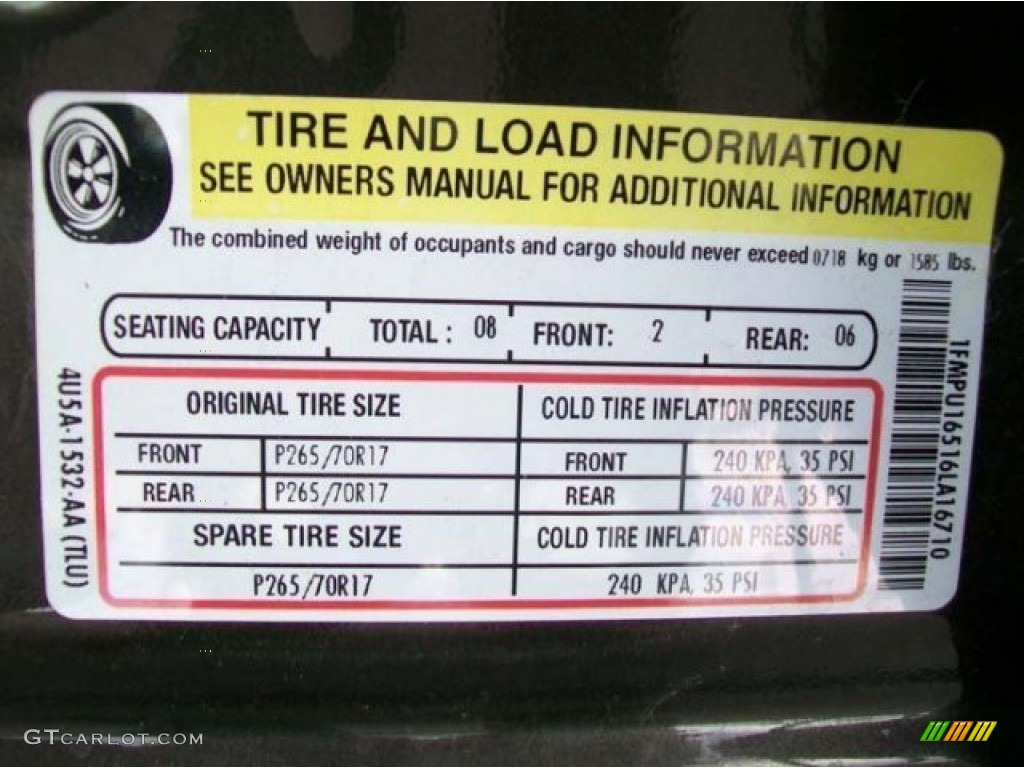 TIRE AND LOAD INFORMATION
SEE OWNERS MANUAL FOR ADDITIONAL INFORMATION
The combined weight of occupants and cargo should never exceed 0718 kg or 1585 lbs.
SEATING CAPACITY TOTAL : 08 FRONT: 2 REAR: 06
ORIGINAL TIRE SIZE COLD TIRE INFLATION PRESSURE
FRONT P265/70R17 FRONT 240 KPA, 35 PSI
REAR P265/70R17 REAR 240 KPA, 35 PSI
SPARE TIRE SIZE COLD TIRE INFLATION PRESSURE
P265/70R17 240 KPA, 35 PSI
4U5A-1532-AA (TLU)
1FMPU16516LA16710
GTCARLOT.COM